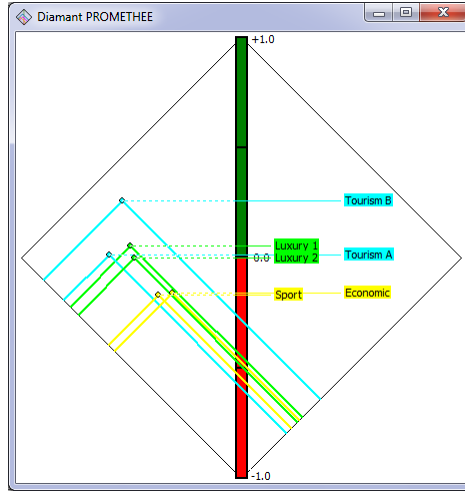 Diamant PROMETHEE
+1.0
Tourism B
Luxury 1
Tourism A
0.0
Luxury 2
Economic
Sport
-1.0